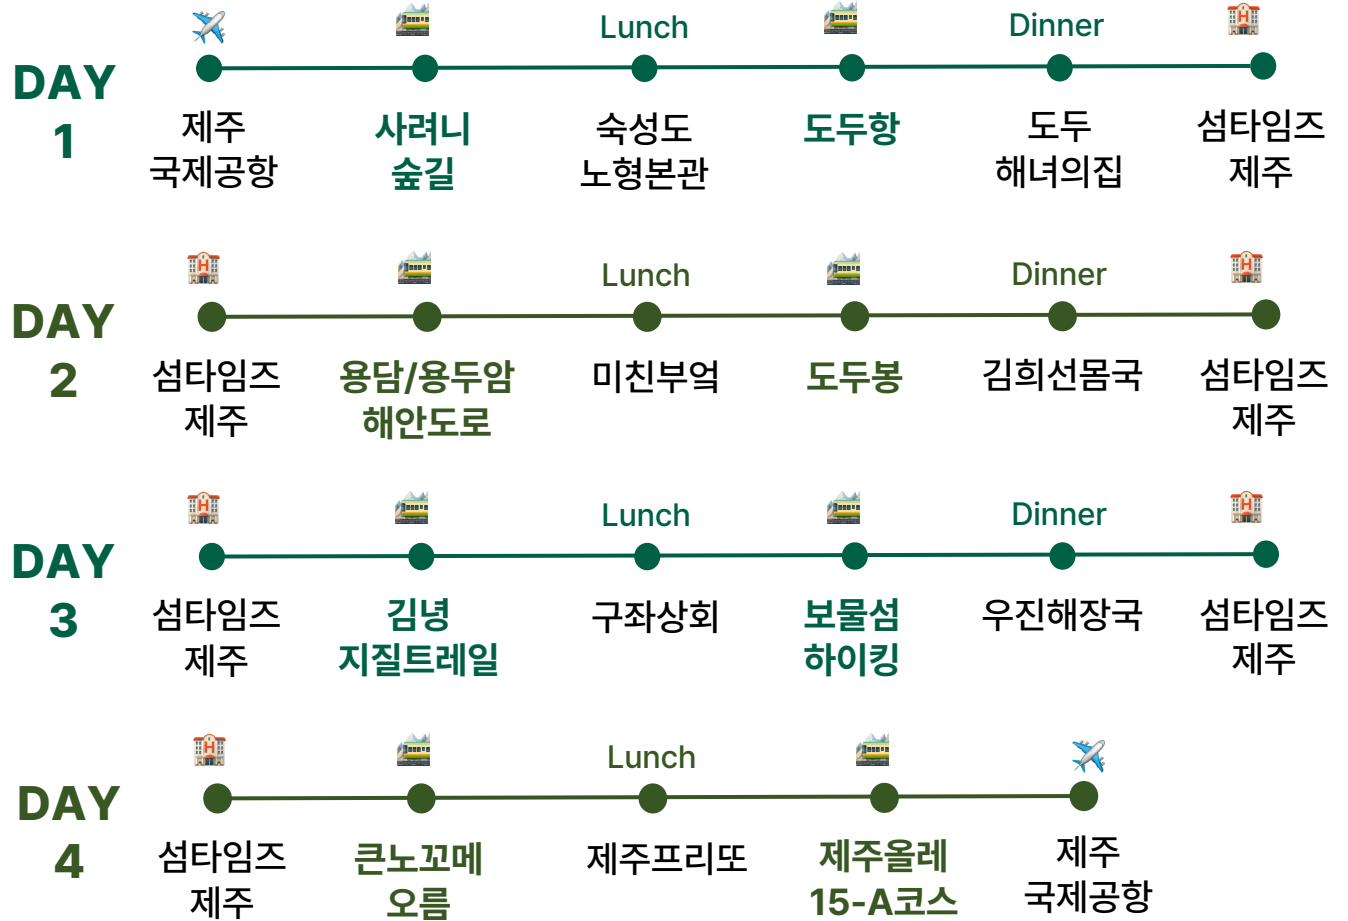 Lunch
Dinner
DAY
1
제주
국제공항
사려니
숲길
숙성도
노형본관
도두항
도두
해녀의집
섬타임즈
제주
Lunch
Dinner
DAY
2
섬타임즈
제주
용담/용두암
해안도로
미친부엌
도두봉
김희선몸국
섬타임즈
제주
Lunch
Dinner
DAY
3
섬타임즈
제주
김녕
지질트레일
구좌상회
보물섬
하이킹
우진해장국
섬타임즈
제주
Lunch
DAY
4
섬타임즈
제주
큰노꼬메
오름
제주프리또
제주올레
15-A코스
제주
국제공항